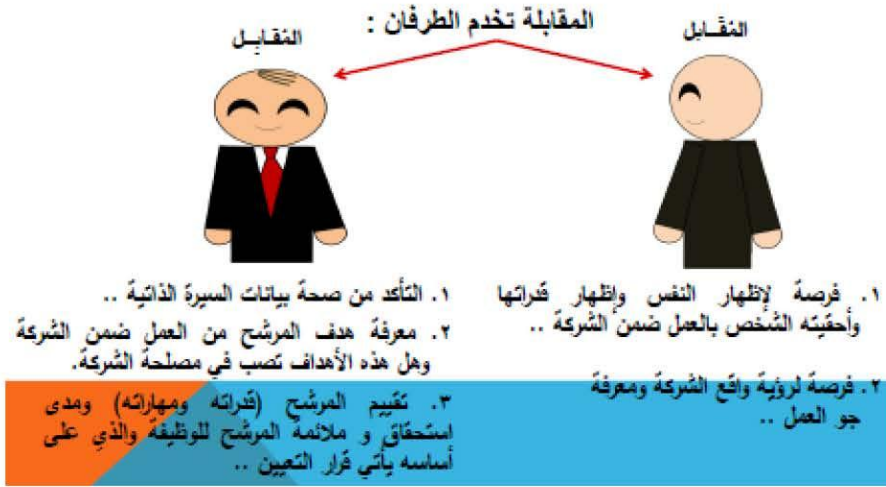 المقابلة تخدم الطرفان :
المُقَابل
١. فرصة لإظهار النفس وإظهار قدراتها
وأحقيته الشخص بالعمل ضمن الشركة ..
٢. فرصة لرؤية واقع الشركة ومعرفة
جو العمل ..
المُقابِل
١. التأكد من صحة بيانات السيرة الذاتية ..
٢. معرفة هدف المرشح من العمل ضمن الشركة
وهل هذه الأهداف تصب في مصلحة الشركة.
٣. تقييم المرشح (قدراته ومهاراته) ومدى
استحقاق و ملائمة المرشح للوظيفة والذي على
أساسه يأتي قرار التعيين ..